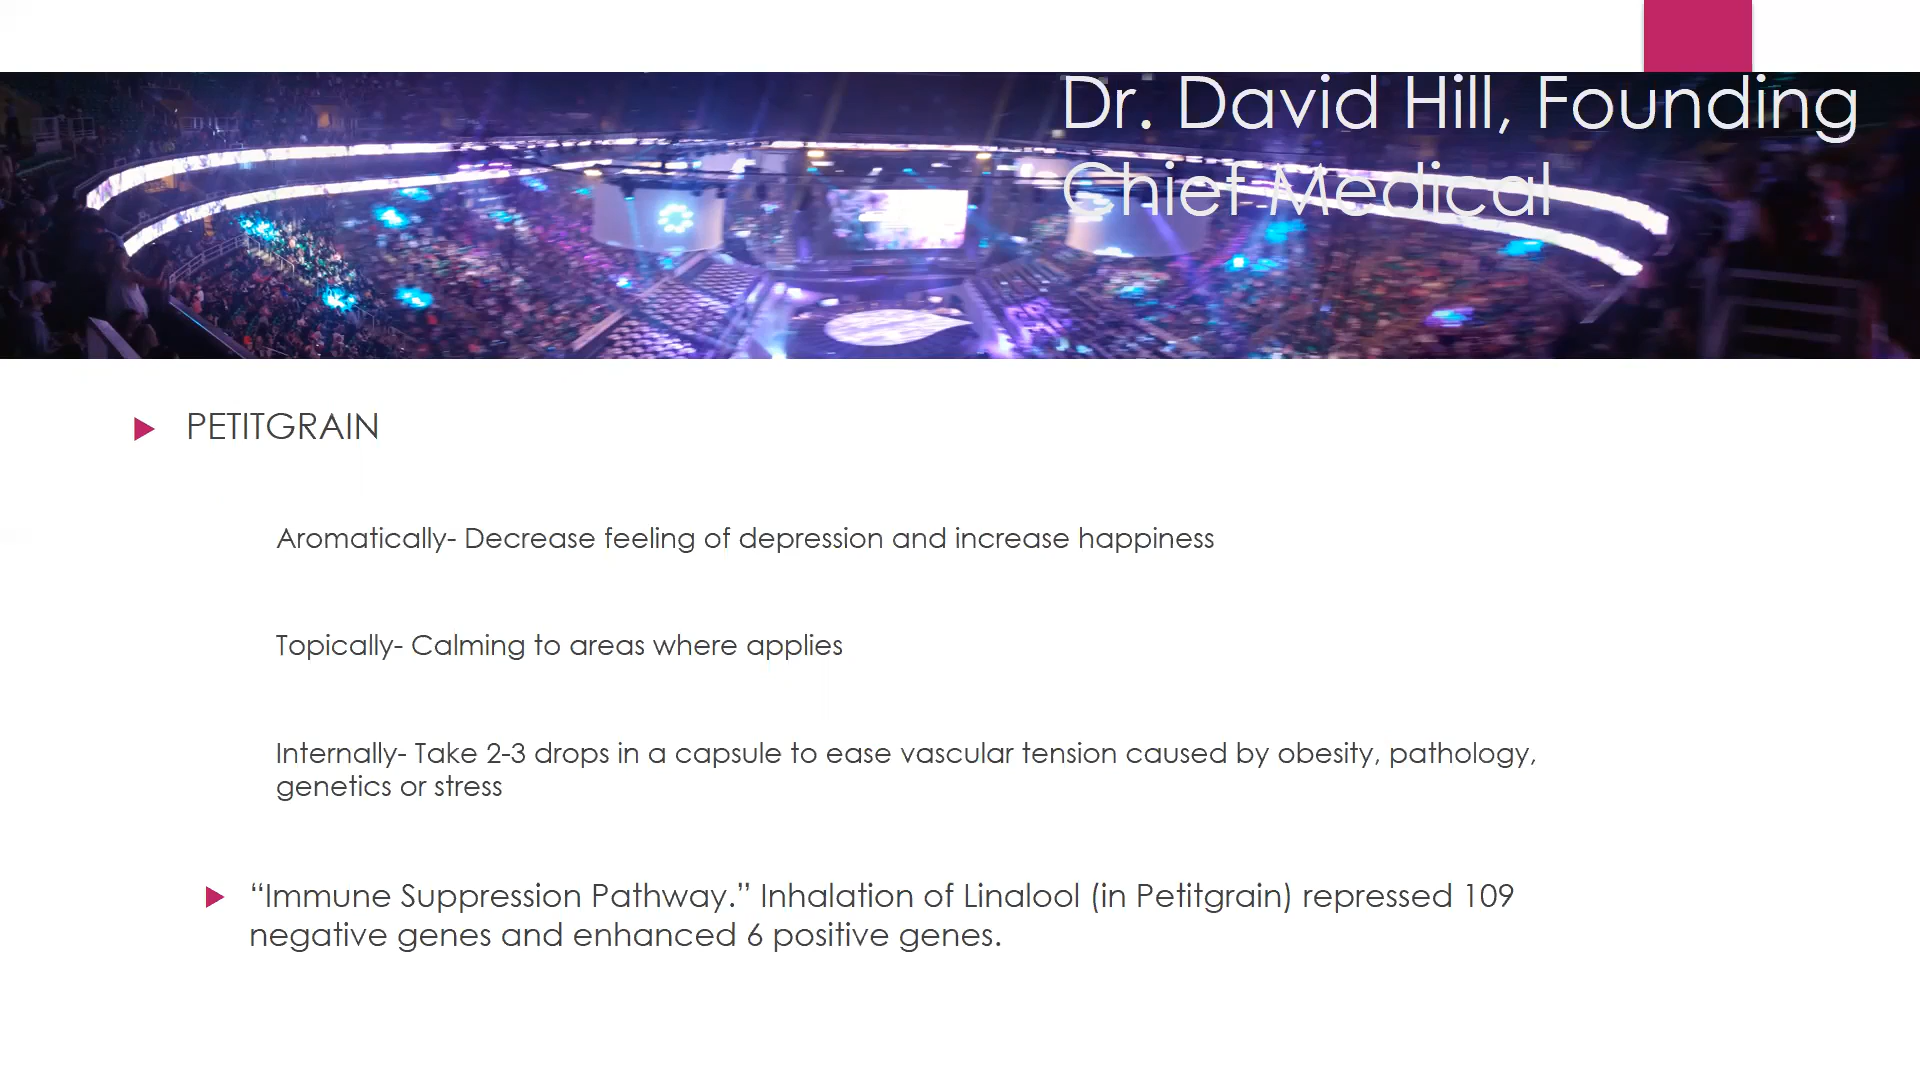 Dr. David Hill, Founding
Chief Medical
PETITGRAIN
Aromatically- Decrease feeling of depression and increase happiness
Topically- Calming to areas where applies
Internally- Take 2-3 drops in a capsule to ease vascular tension caused by obesity, pathology,
genetics or stress
“Immune Suppression Pathway.” Inhalation of Linalool (in Petitgrain) repressed 109
negative genes and enhanced 6 positive genes.